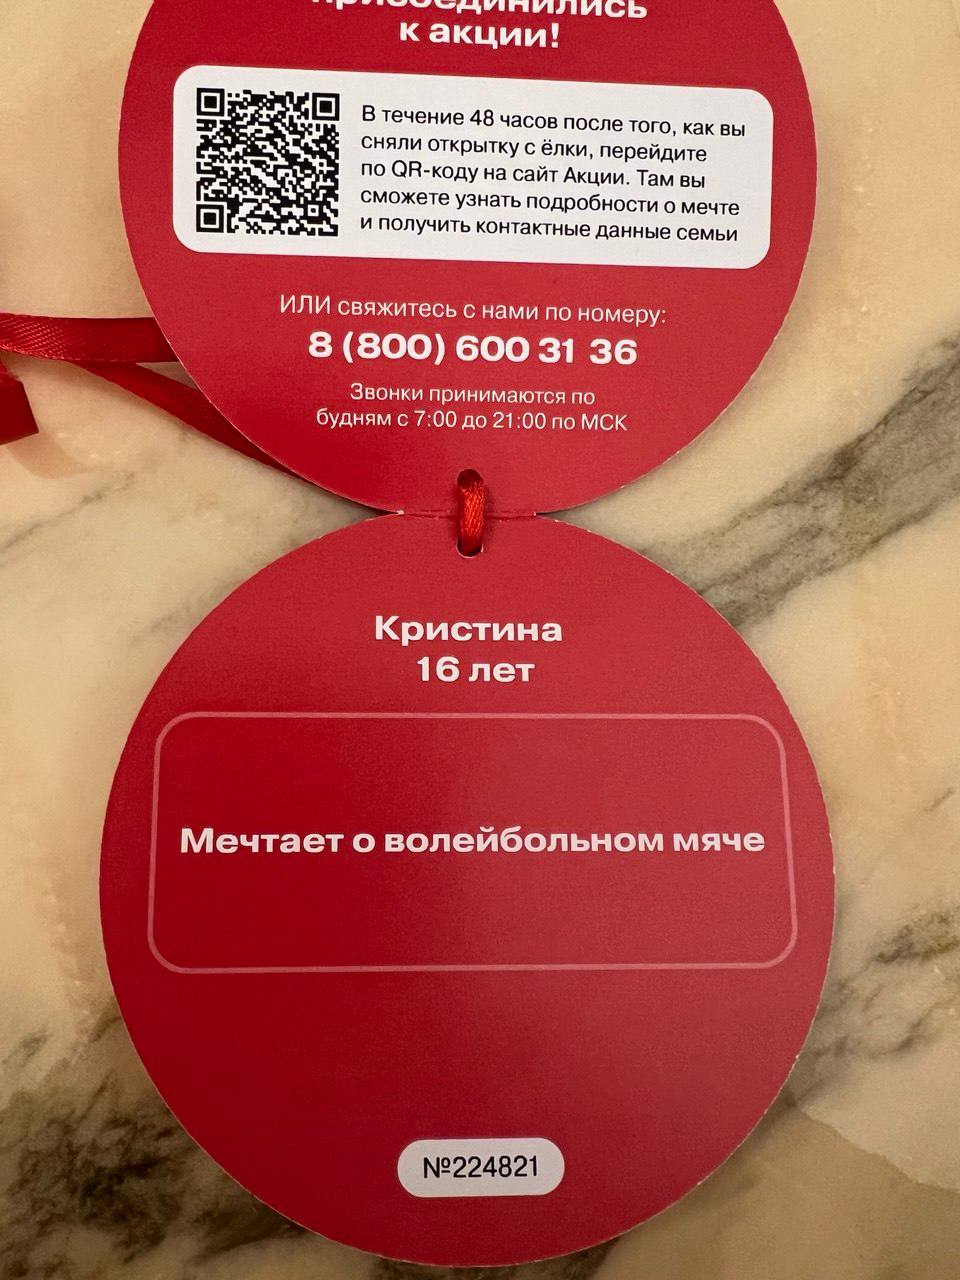 присоединились
к акции!
В течение 48 часов после того, как вы
сняли открытку с ёлки, перейдите
по QR-коду на сайт Акции. Там вы
сможете узнать подробности о мечте
и получить контактные данные семьи
ИЛИ свяжитесь с нами по номеру:
8 (800) 600 31 36
Звонки принимаются по
будням с 7:00 до 21:00 по МСК
Кристина
16 лет
Мечтает о волейбольном мяче
№224821